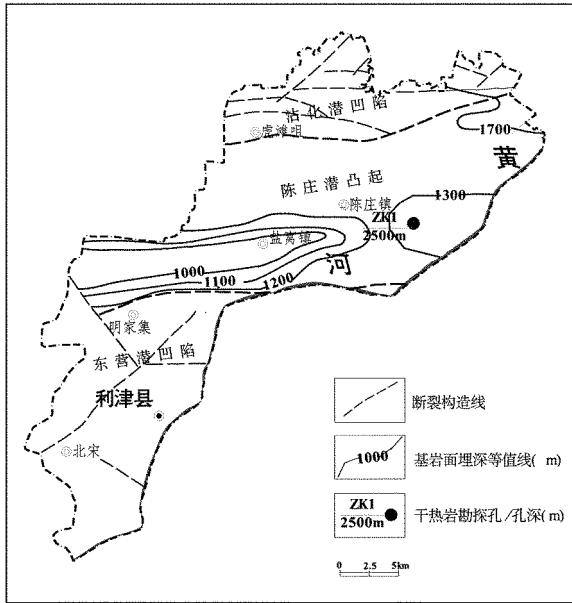 沾化潜凹陷
虎滩咀
1700
黄
陈庄潜凸起
1300
陈庄镇
ZK1
2500m
盐窝镇
河
1000
1100
1200
明家集
东营潜凹陷
利津县
北宋
断裂构造线
1000
基岩面埋深等值线( m)
ZK1
2500m
干热岩勘探孔/孔深(m)
0 2.5 5km